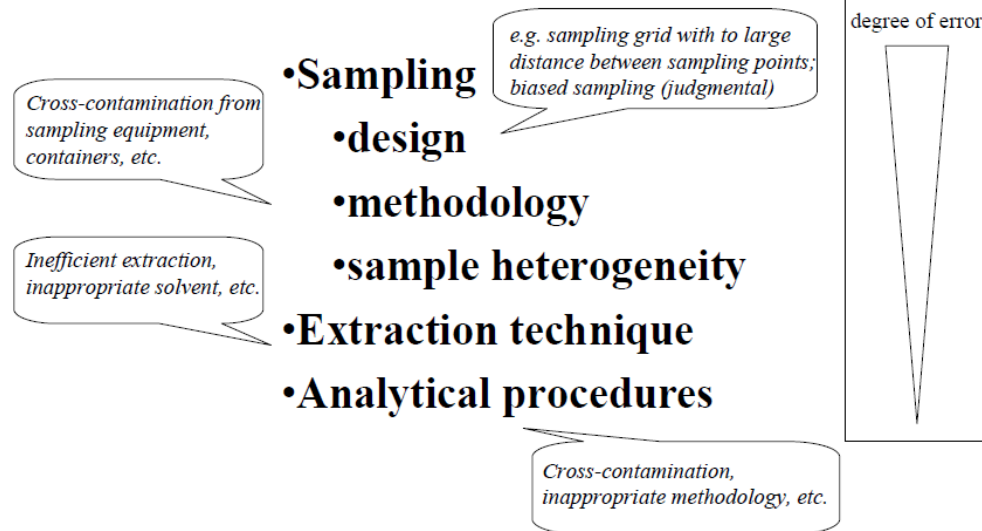 degree of error
e.g. sampling grid with to large
distance between sampling points;
biased sampling (judgmental)
•Sampling
•design
Cross-contamination from
sampling equipment,
containers, etc.
•methodology
•sample heterogeneity
Inefficient extraction,
inappropriate solvent, etc.
•Extraction technique
•Analytical procedures
Cross-contamination,
inappropriate methodology, etc.